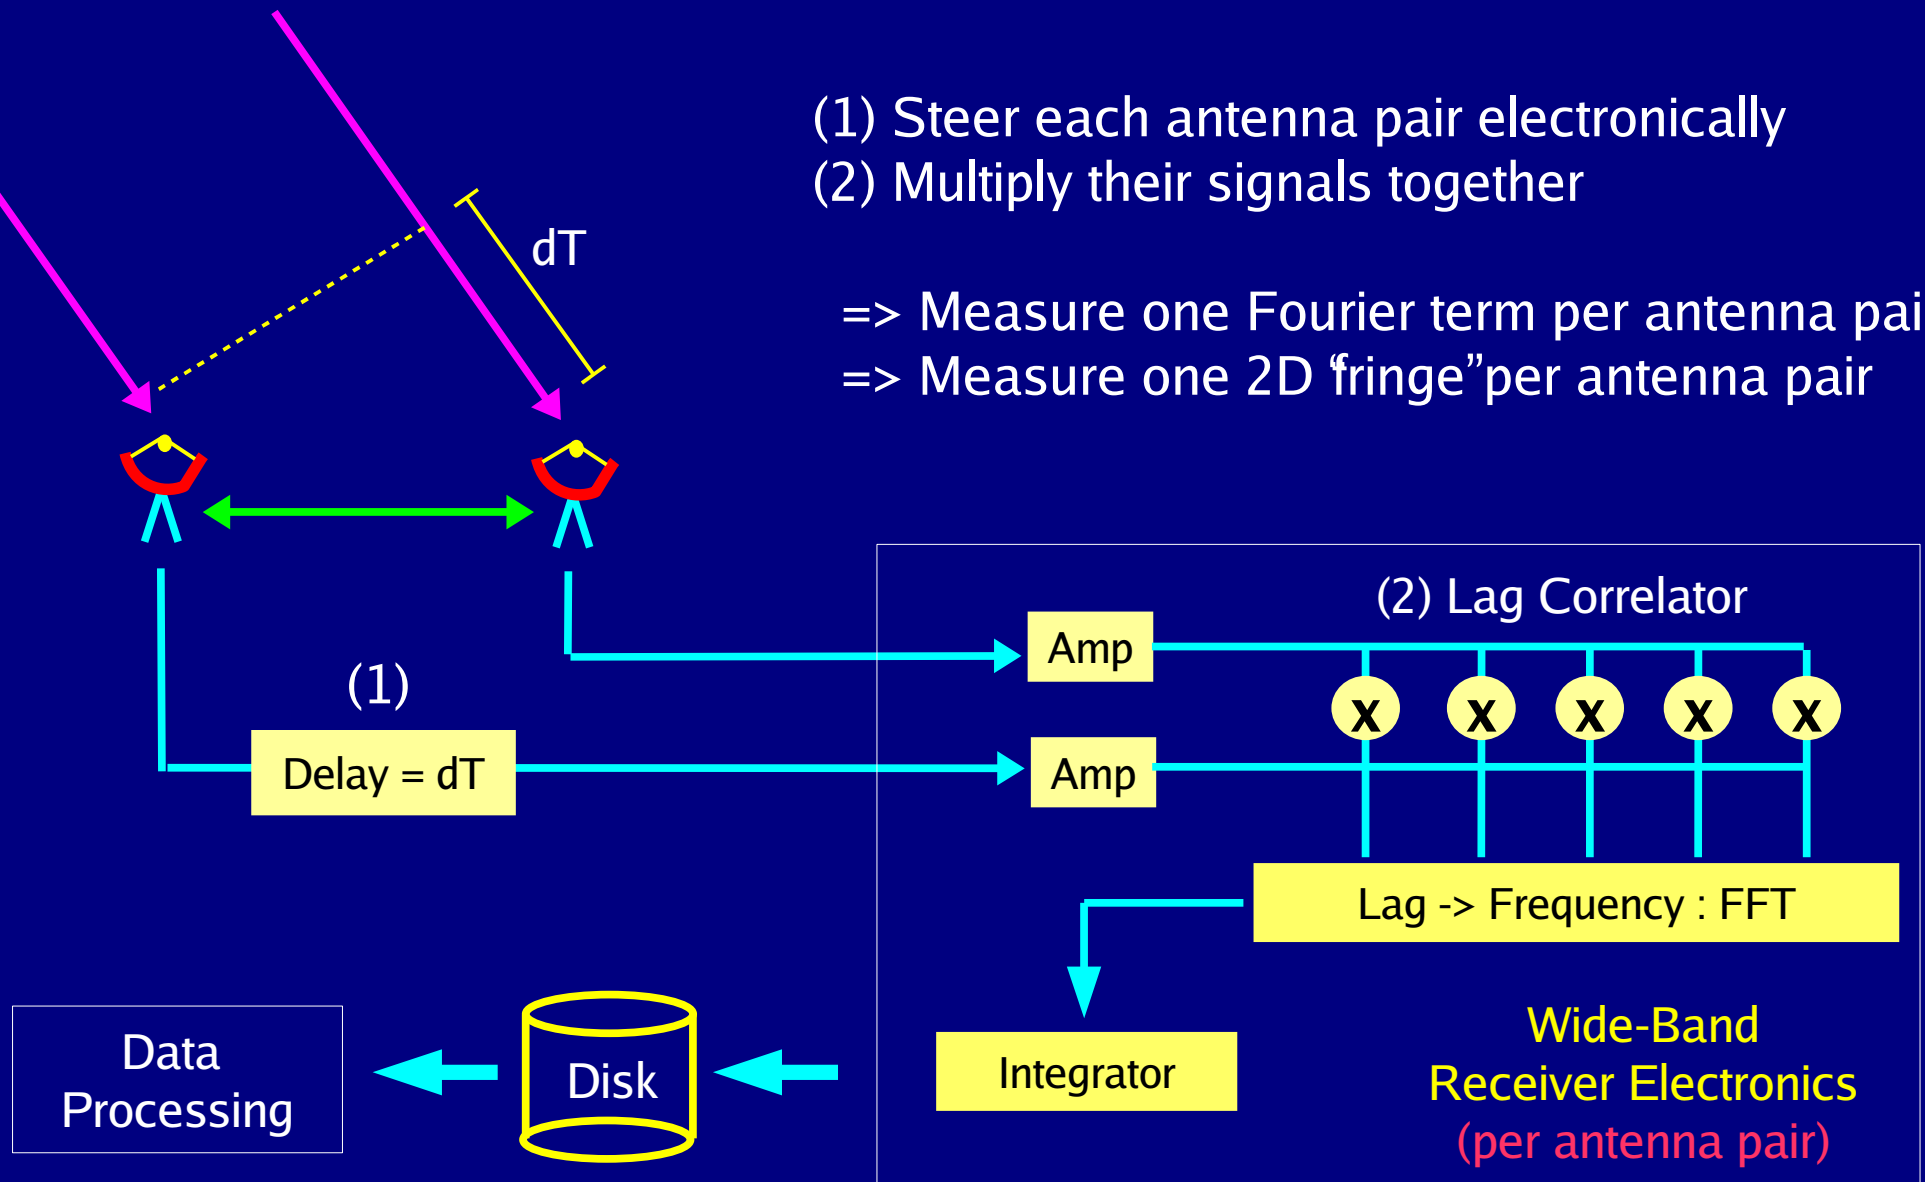 (1) Steer each antenna pair electronically
(2) Multiply their signals together
dT
=> Measure one Fourier term per antenna pai
=> Measure one 2D “fringe” per antenna pair
(2) Lag Correlator
Amp
x x x x x
(1)
Delay = dT
Amp
Lag -> Frequency : FFT
Data
Processing
Disk
Integrator
Wide-Band
Receiver Electronics
(per antenna pair)